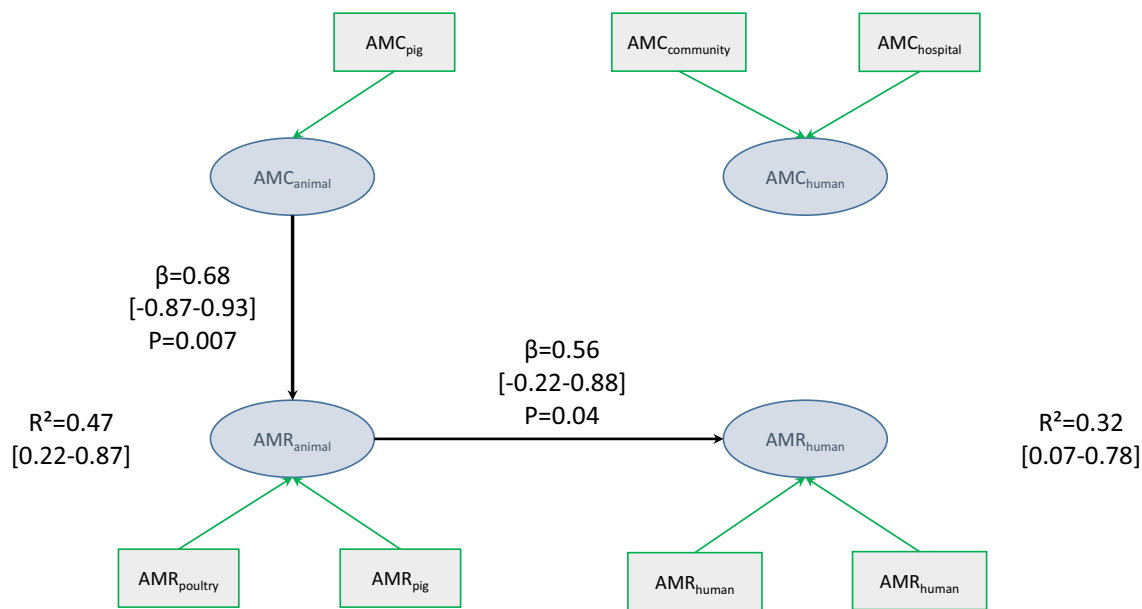 AMCpig
AMCcommunity
AMChospital
AMCanimal
AMChuman
β=0.68
[-0.87-0.93]
P=0.007
β=0.56
[-0.22-0.88]
P=0.04
R²=0.47
[0.22-0.87]
AMRanimal
AMRhuman
R²=0.32
[0.07-0.78]
AMRpoultry
AMRpig
AMRhuman
AMRhuman